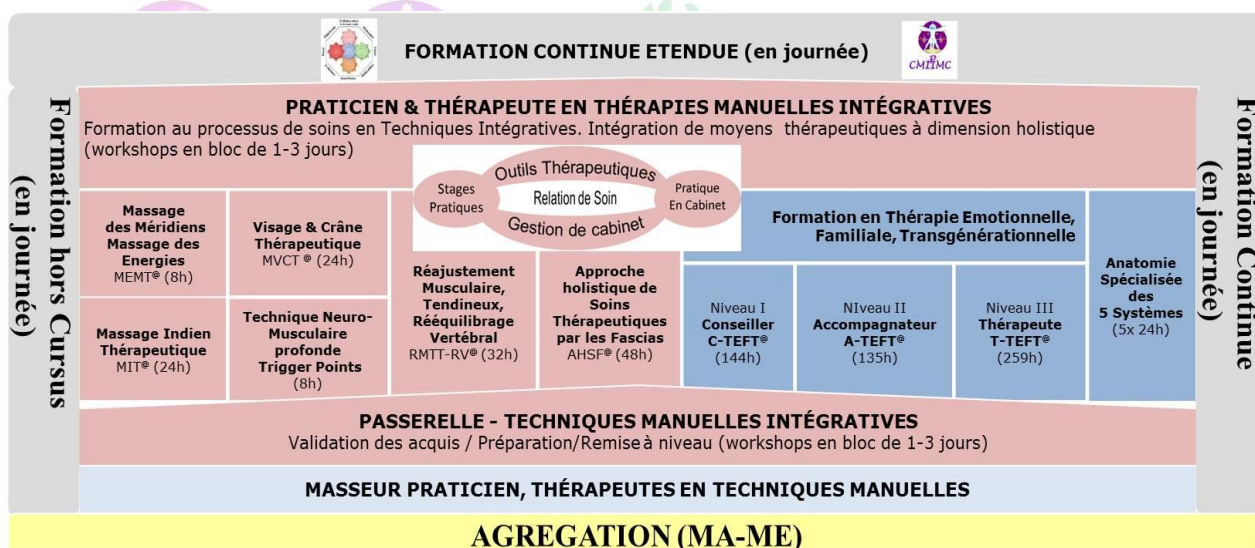 FORMATION CONTINUE ETENDUE (en journée)
CMITMC
Formation hors Cursus
(en journée)
PRATICIEN & THÉRAPEUTE EN THÉRAPIES MANUELLES INTÉGRATIVES
Formation au processus de soins en Techniques Intégratives. Intégration de moyens thérapeutiques à dimension holistique
(workshops en bloc de 1-3 jours)
Outils Thérapeutiques
Stages
Pratiques
Relation de Soin
Pratique
En Cabinet
Gestion de cabinet
Massage
des Méridiens
Massage des
Energies
MEMT® (8h)
Visage & Crâne
Thérapeutique
MVCT ® (24h)
Massage Indien
Thérapeutique
MIT® (24h)
Technique Neuro-
Musculaire
profonde
Trigger Points
(8h)
Réajustement
Musculaire,
Tendineux,
Rééquilibrage
Vertébral
RMTT-RV® (32h)
Approche
holistique de
Soins
Thérapeutiques
par les Fascias
AHSF® (48h)
Formation en Thérapie Emotionnelle,
Familiale, Transgénérationnelle
Niveau I
Conseiller
C-TEFT®
(144h)
NIveau II
Accompagnateur
A-TEFT®
(135h)
Niveau III
Thérapeute
T-TEFT®
(259h)
Anatomie
Spécialisée
des
5 Systèmes
(5x 24h)
Formation Continue
(en journée)
PASSERELLE - TECHNIQUES MANUELLES INTÉGRATIVES
Validation des acquis / Préparation/Remise à niveau (workshops en bloc de 1-3 jours)
MASSEUR PRATICIEN, THÉRAPEUTES EN TECHNIQUES MANUELLES
AGREGATION (MA-ME)